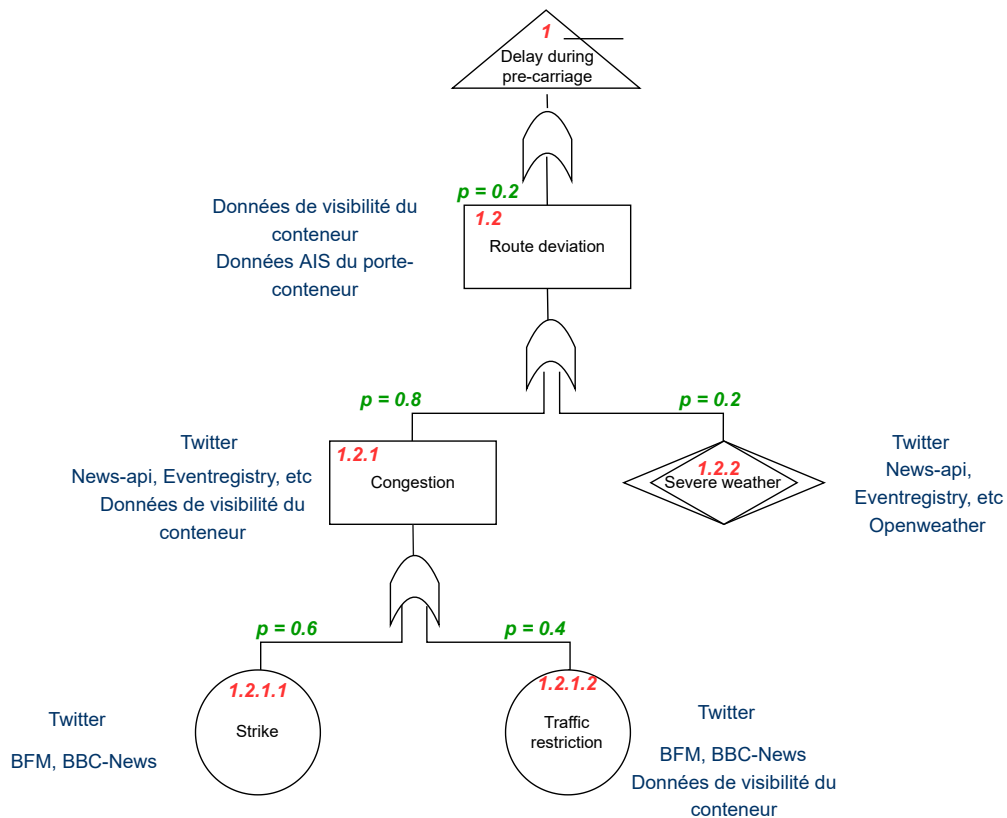 1
Delay during
pre-carriage
p = 0.2
Données de visibilité du
conteneur
Données AIS du porte-
conteneur
1.2
Route deviation
p = 0.8
p = 0.2
Twitter
News-api, Eventregistry, etc
Données de visibilité du
conteneur
1.2.1
Congestion
1.2.2
Severe weather
Twitter
News-api,
Eventregistry, etc
Openweather
p = 0.6
p = 0.4
Twitter
BFM, BBC-News
1.2.1.1
Strike
1.2.1.2
Traffic
restriction
Twitter
BFM, BBC-News
Données de visibilité du
conteneur